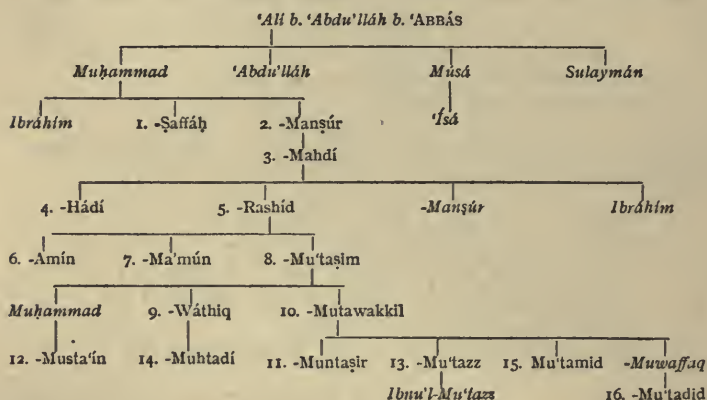 ‘Alí b. ‘Abdu’lláh b. ‘ABBÁS
Muḥammad ‘Abdu’lláh Músá Sulaymán
Ibráhím 1. -Ṣaffáḥ 2. -Manṣúr ‘Ísá
3. -Mahdí
4. -Hádí 5. -Rashíd -Manṣúr Ibráhím
6. -Amín 7. -Ma’mún 8. -Mu‘taṣim
Muḥammad 9. -Wáthiq 10. -Mutawakkil
12. -Musta‘ín 14. -Muhtadí 11. -Muntaṣir 13. -Mu‘tazz 15. Mu‘tamid -Muwaffaq
Ibnu’l-Mu‘tazz 16. -Mu‘taḍid